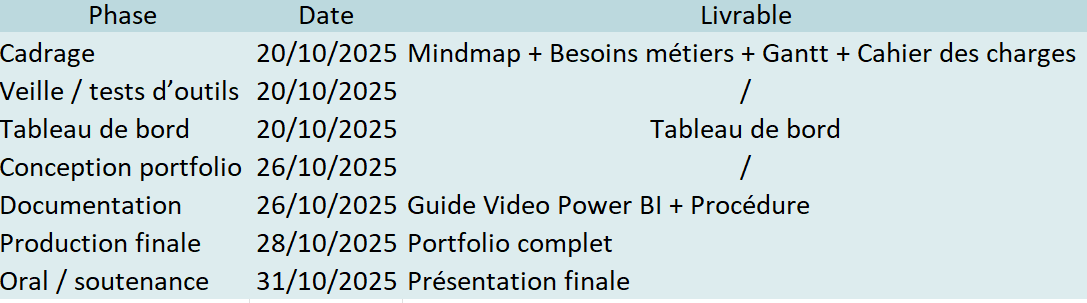 Phase Date Livrable
Cadrage 20/10/2025 Mindmap + Besoins métiers + Gantt + Cahier des charges
Veille / tests d’outils 20/10/2025 /
Tableau de bord 20/10/2025 Tableau de bord
Conception portfolio 26/10/2025 /
Documentation 26/10/2025 Guide Video Power BI + Procédure
Production finale 28/10/2025 Portfolio complet
Oral / soutenance 31/10/2025 Présentation finale